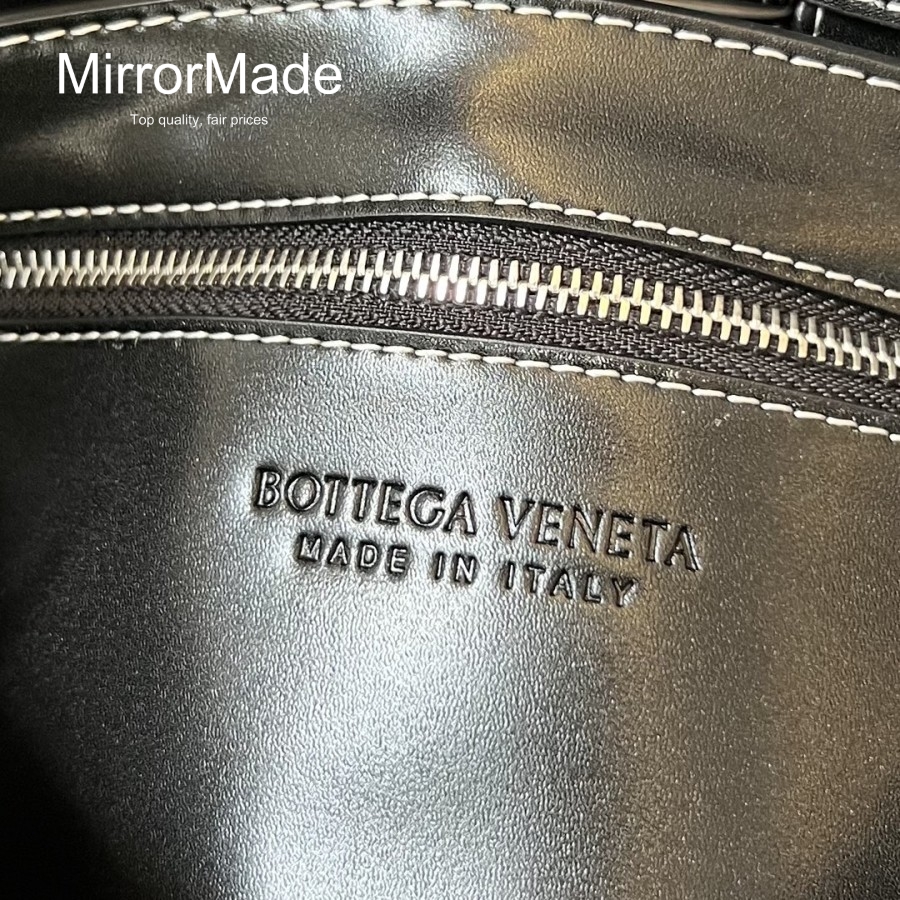 MirrorMade
Top quality, fair prices
BOTTEGA VENETA
MADE IN ITALY